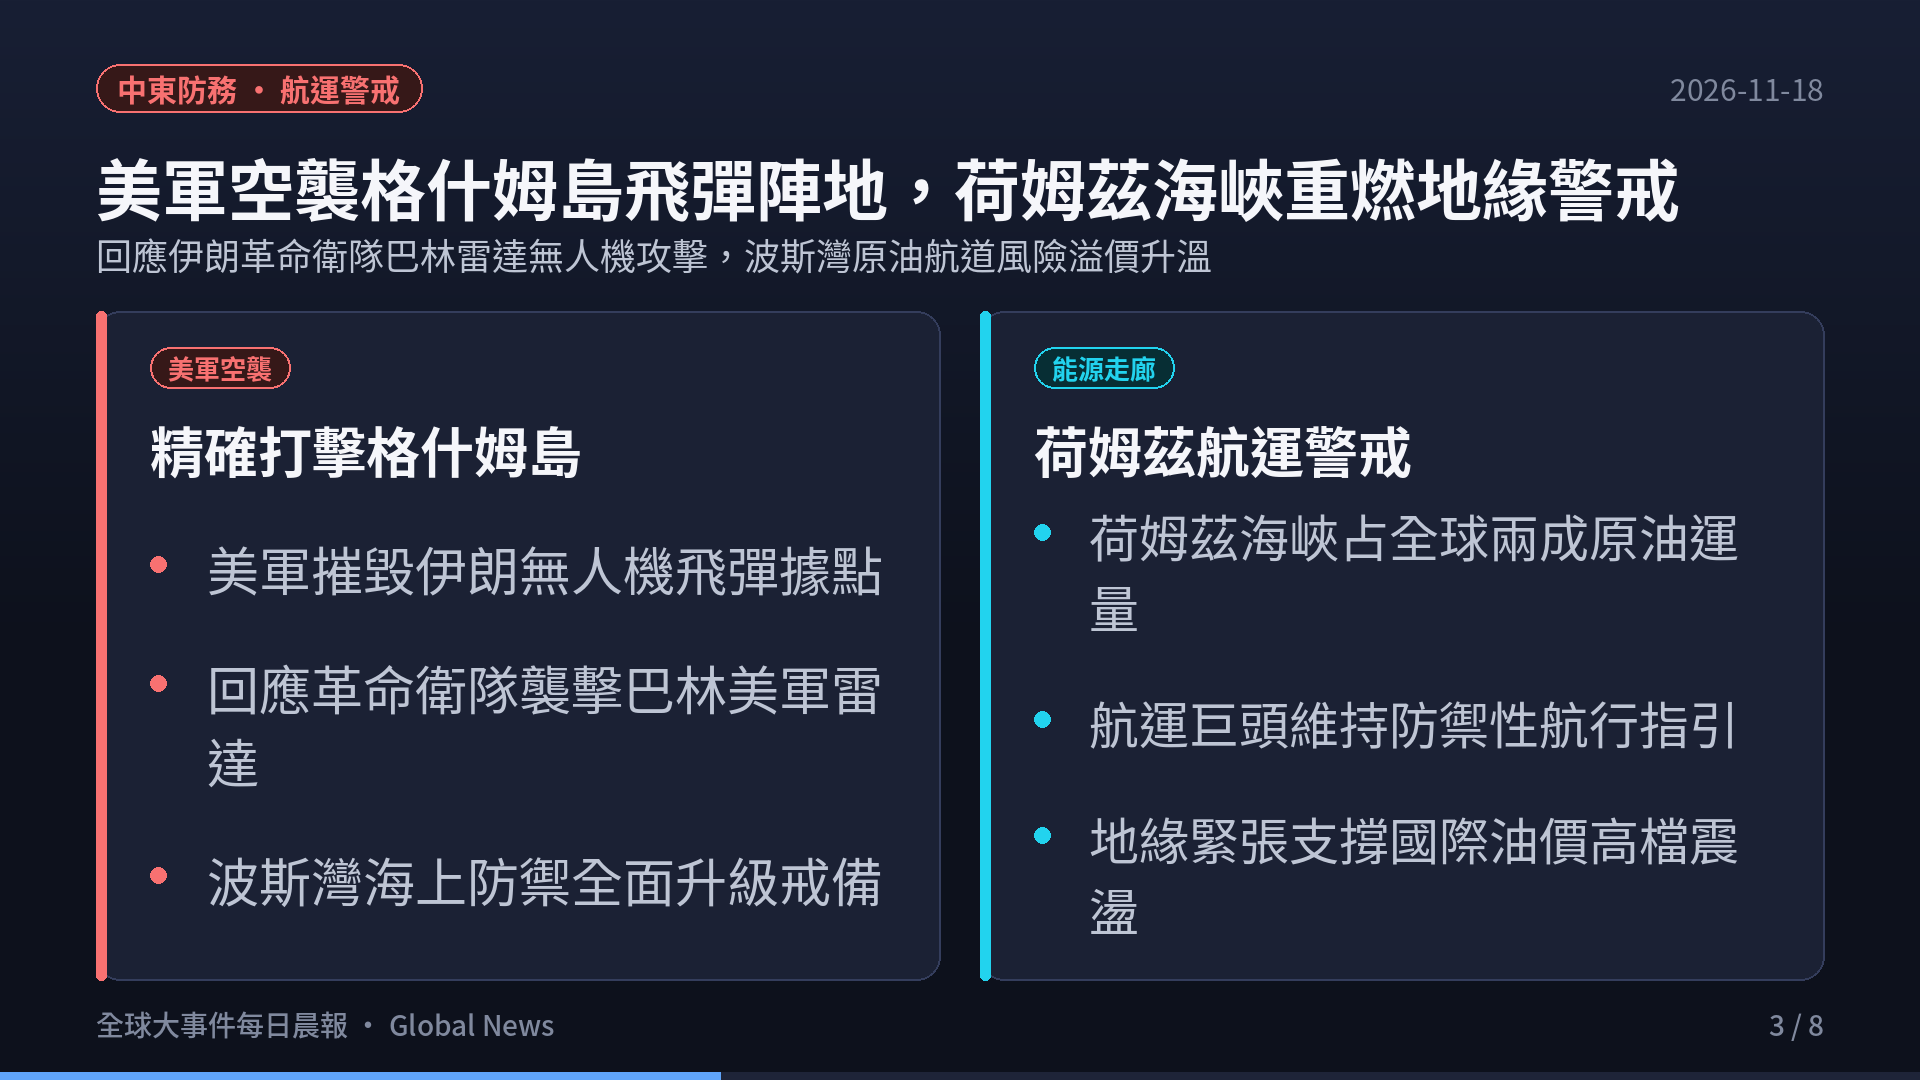 中東防務 • 航運警戒
2026-11-18
美軍空襲格什姆島飛彈陣地，荷姆茲海峽重燃地緣警戒
回應伊朗革命衛隊巴林雷達無人機攻擊，波斯灣原油航道風險溢價升溫
美軍空襲
精確打擊格什姆島
美軍摧毀伊朗無人機飛彈據點
回應革命衛隊襲擊巴林美軍雷
達
波斯灣海上防禦全面升級戒備
能源走廊
荷姆茲航運警戒
荷姆茲海峽占全球兩成原油運
量
航運巨頭維持防禦性航行指引
地緣緊張支撐國際油價高檔震
盪
全球大事件每日晨報 • Global News
3 / 8